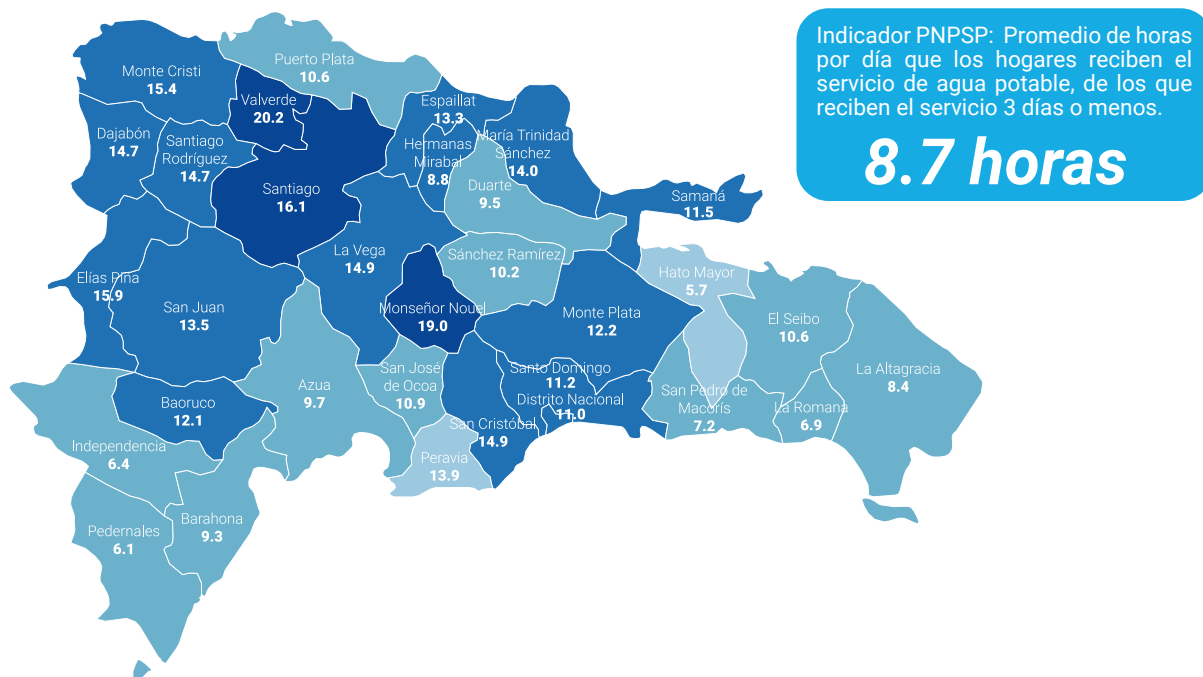 Indicador PNPSP: Promedio de horas
por día que los hogares reciben el
servicio de agua potable, de los que
reciben el servicio 3 días o menos.
8.7 horas
Puerto Plata
10.6
Monte Cristi
15.4
Valverde
20.2
Espaillat
13.3
Dajabón
14.7
Santiago
Rodríguez
14.7
Hermanas
Mirabal
8.8
María Trinidad
Sánchez
14.0
Santiago
16.1
Duarte
9.5
Samaná
11.5
La Vega
14.9
Sánchez Ramírez
10.2
Hato Mayor
5.7
Elías Piña
15.9
San Juan
13.5
Monseñor Nouel
19.0
Monte Plata
12.2
El Seibo
10.6
La Altagracia
8.4
Santo Domingo
11.2
San José
de Ocoa
10.9
Azua
9.7
San Pedro de
Macorís
7.2
Distrito Nacional
11.0
La Romana
6.9
Baoruco
12.1
San Cristóbal
14.9
Independencia
6.4
Peravia
13.9
Barahona
9.3
Pedernales
6.1